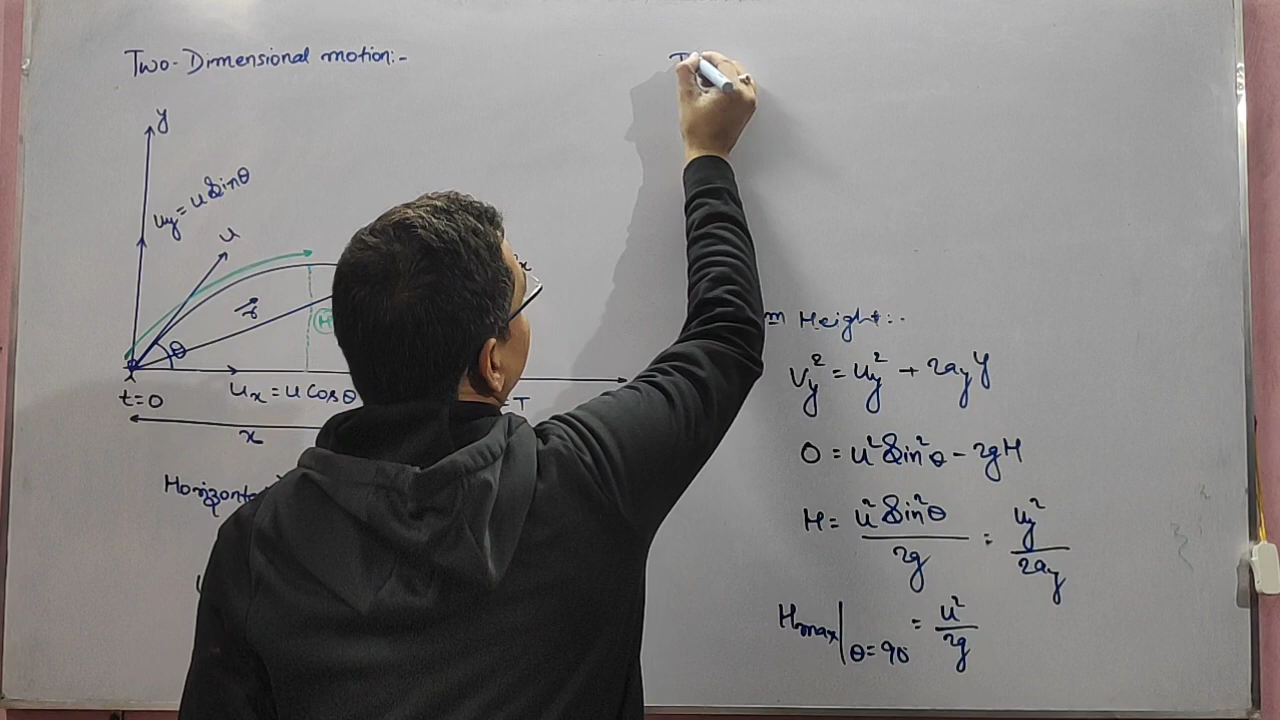 Two-Dimensional motion:-
y
uy = u Sinθ
u
r
H
θ
x
t=0
ux = u Cosθ
= T
x
m Height:-
Vy² = uy² + 2ay y
0 = u² Sin²θ - 2gH
H = u² Sin²θ / 2g = uy² / 2ay
Hmax|θ=90 = u² / 2g